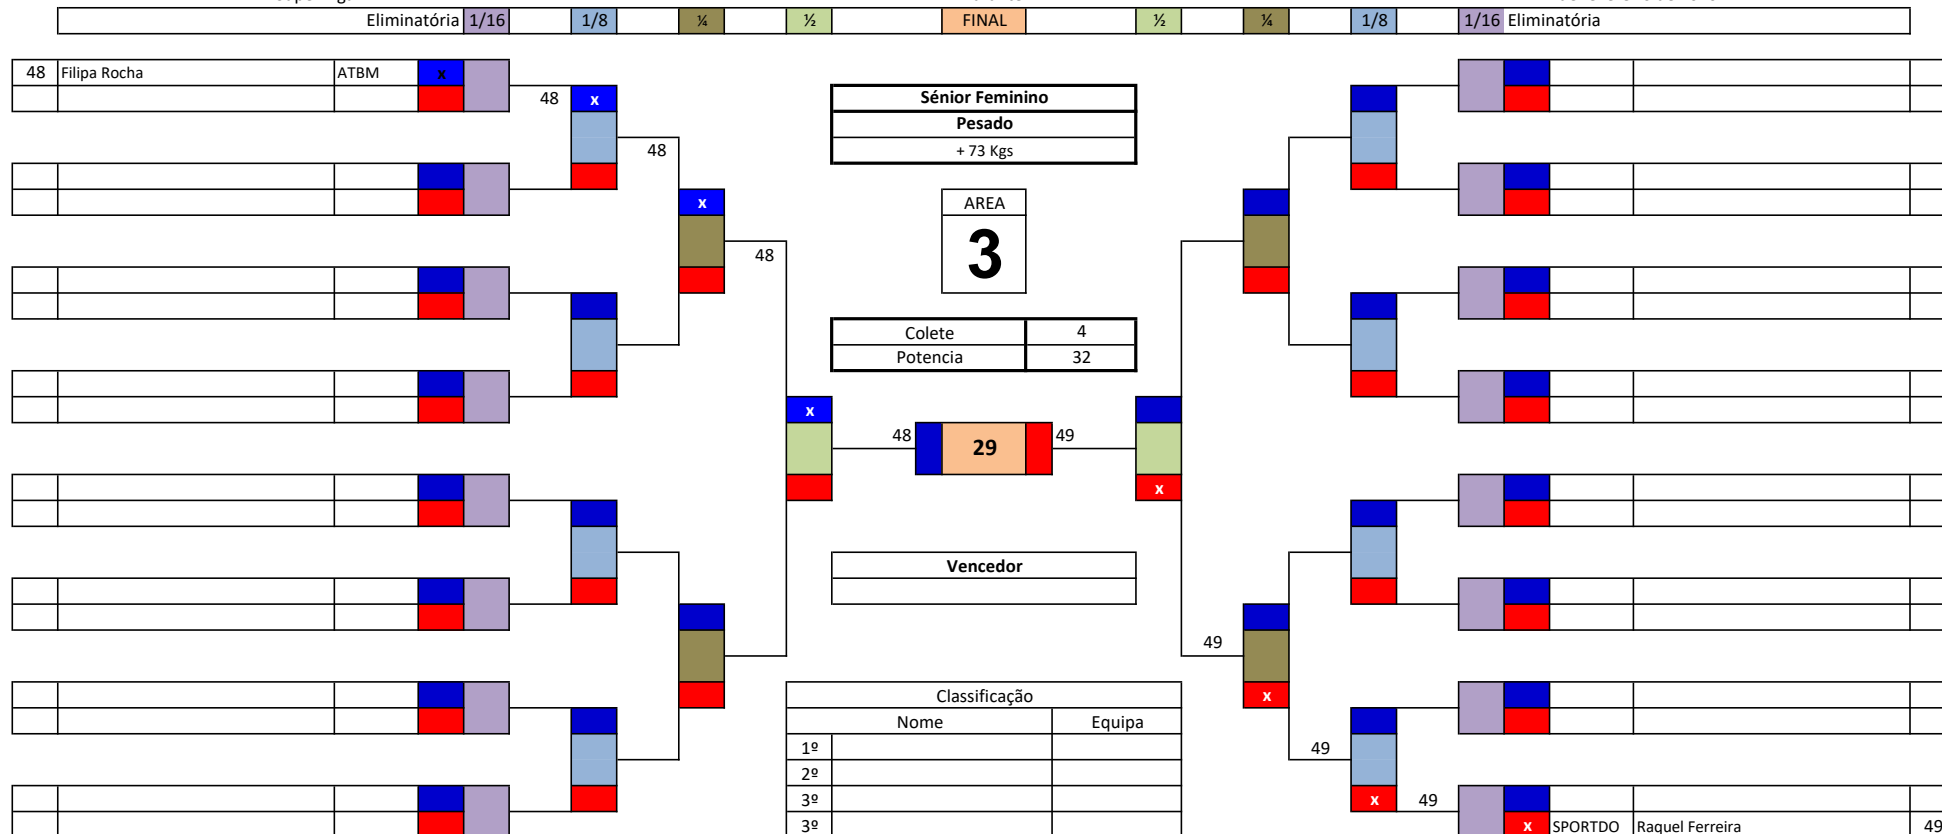 Eliminatória 1/16 1/8 ¼ ½ FINAL ½ ¼ 1/8 1/16 Eliminatória
48 Filipa Rocha ATBM x
48 x
Sénior Feminino
Pesado
48
+ 73 Kgs
x
AREA
3
48
Colete 4
Potencia 32
x
48 29 49
x
Vencedor
49
Classificação
x
Nome Equipa
1º
49
2º
3º
x 49
3º
x SPORTDO Raquel Ferreira 49